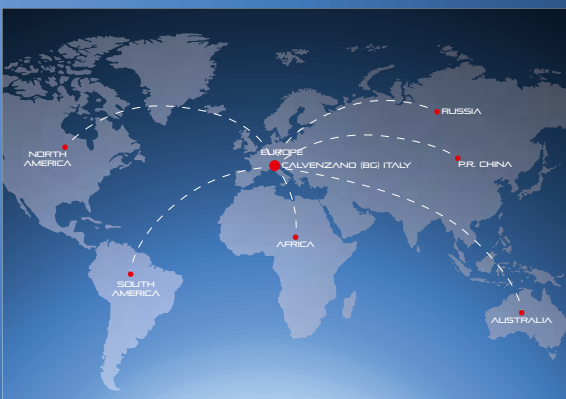 RUSSIA
NORTH
AMERICA
EUROPE
CALVENZANO (BG) ITALY
P.R. CHINA
AFRICA
SOUTH
AMERICA
AUSTRALIA